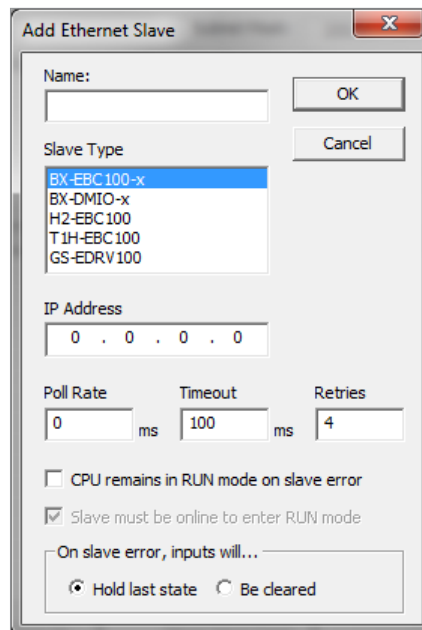 Add Ethernet Slave
Name:
OK
Cancel
Slave Type
BX-EBC100-x
BX-DMIO-x
H2-EBC100
T1H-EBC100
GS-EDRV100
IP Address
0 . 0 . 0 . 0
Poll Rate Timeout Retries
0 ms 100 ms 4
CPU remains in RUN mode on slave error
Slave must be online to enter RUN mode
On slave error, inputs will...
Hold last state Be cleared